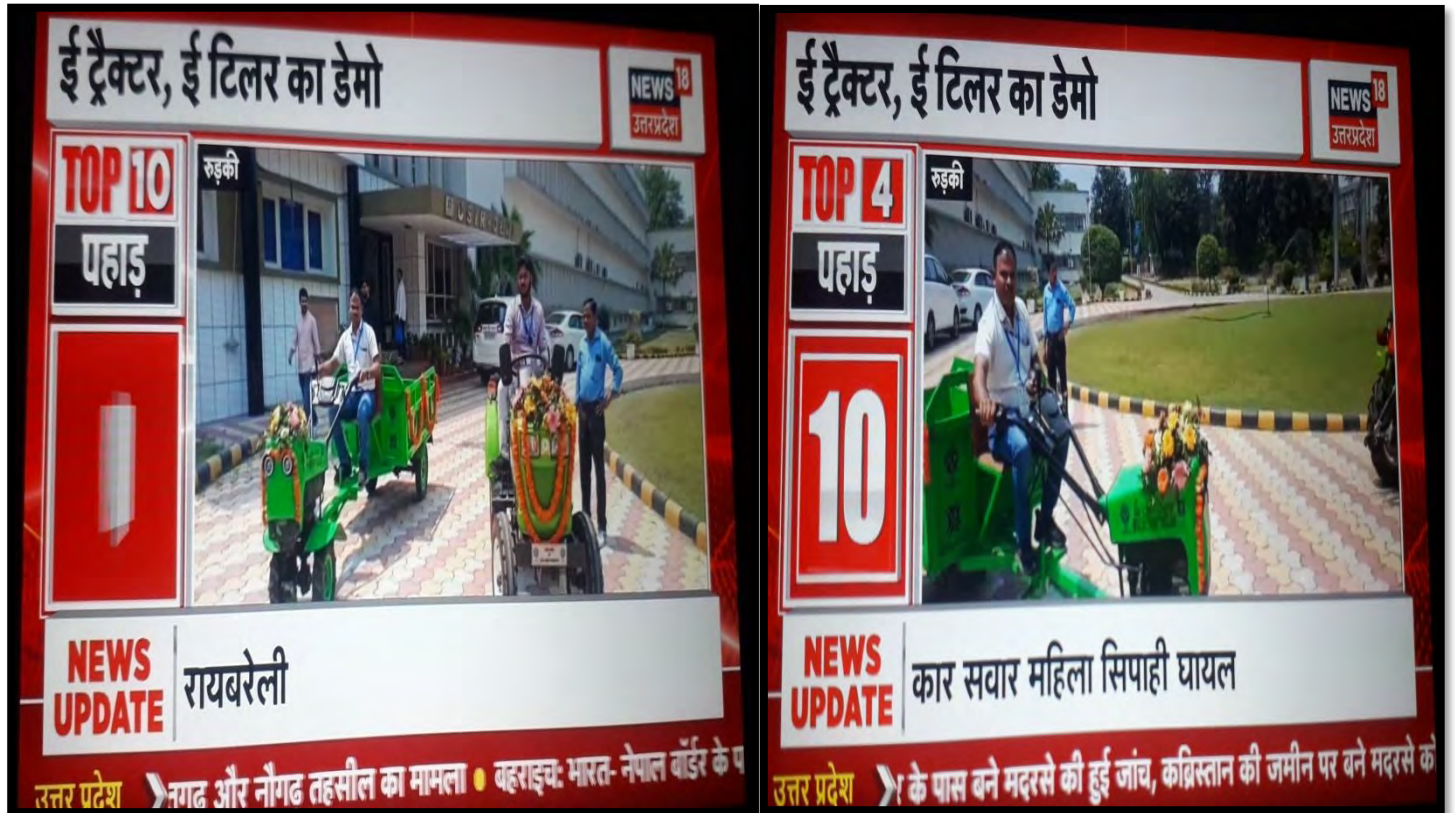 ई ट्रैक्टर, ई टिलर का डेमो
NEWS 18
उत्तरप्रदेश
TOP 10
पहाड़
रुड़की
NEWS
UPDATE
रायबरेली
उत्तर प्रदेश
और नौगढ तहसील का मामला • बहराइच: भारत- नेपाल बॉर्डर के
ई ट्रैक्टर, ई टिलर का डेमो
NEWS 18
उत्तरप्रदेश
TOP 4
पहाड़
रुड़की
10
NEWS
UPDATE
कार सवार महिला सिपाही घायल
उत्तर प्रदेश
के पास बने मदरसे की हुई जांच, कब्रिस्तान की जमीन पर बने मदरसे को